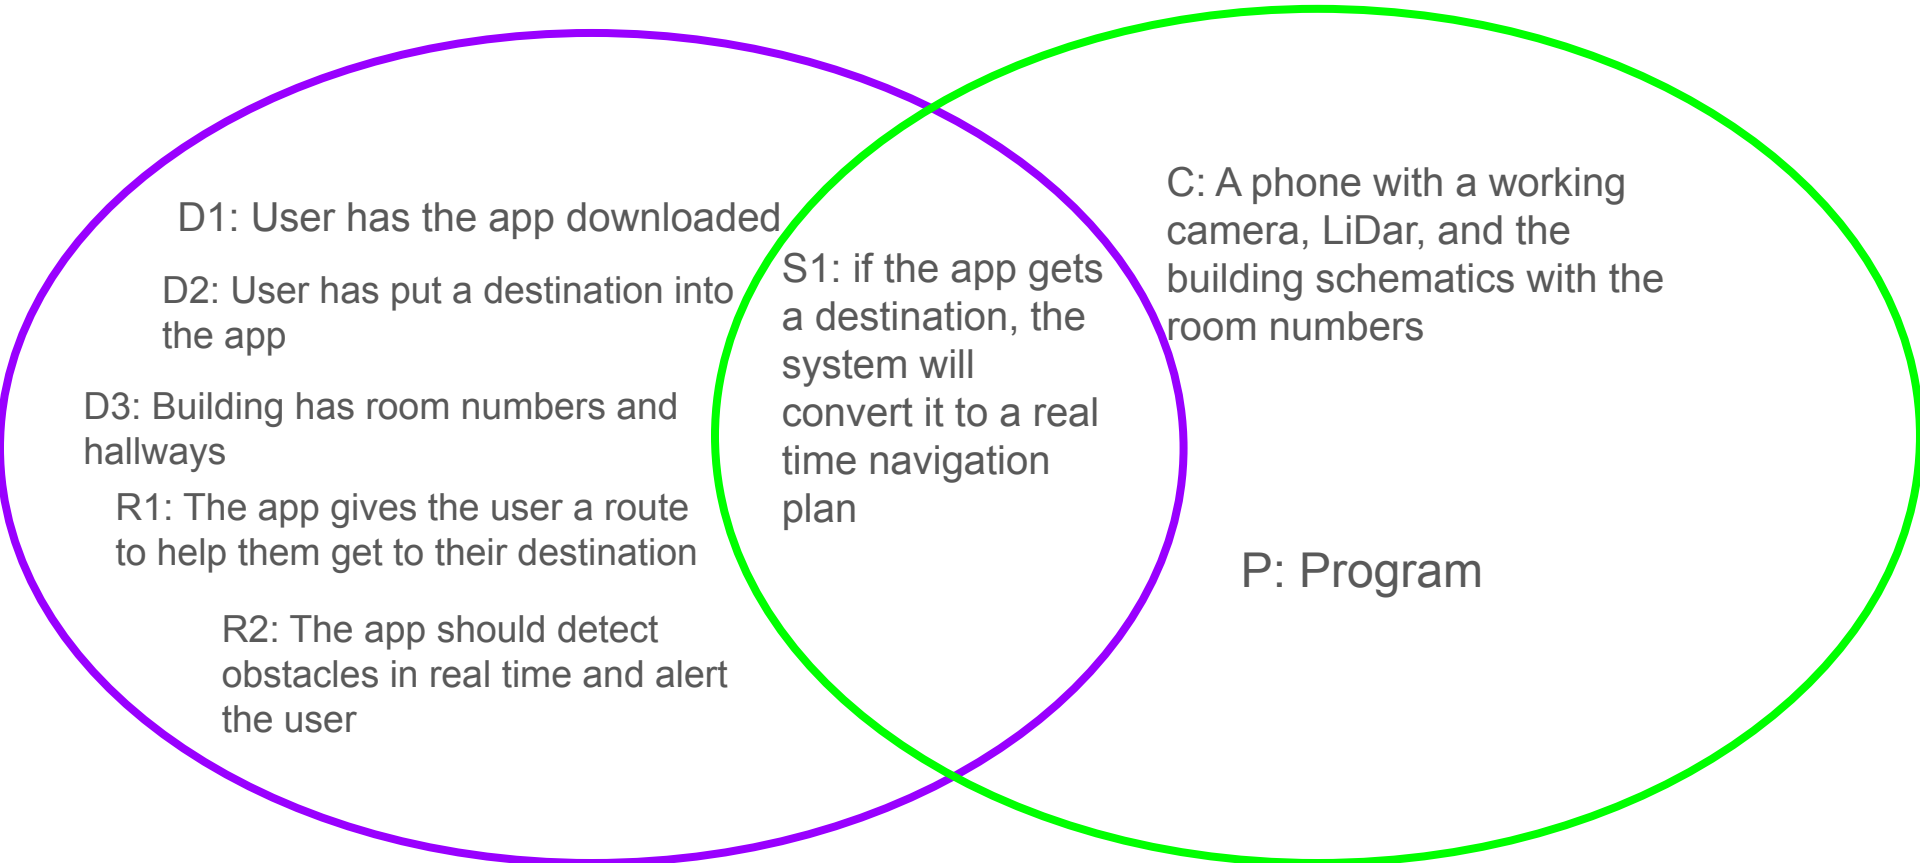 D1: User has the app downloaded
D2: User has put a destination into
the app
D3: Building has room numbers and
hallways
R1: The app gives the user a route
to help them get to their destination
R2: The app should detect
obstacles in real time and alert
the user
S1: if the app gets
a destination, the
system will
convert it to a real
time navigation
plan
C: A phone with a working
camera, LiDar, and the
building schematics with the
room numbers
P: Program